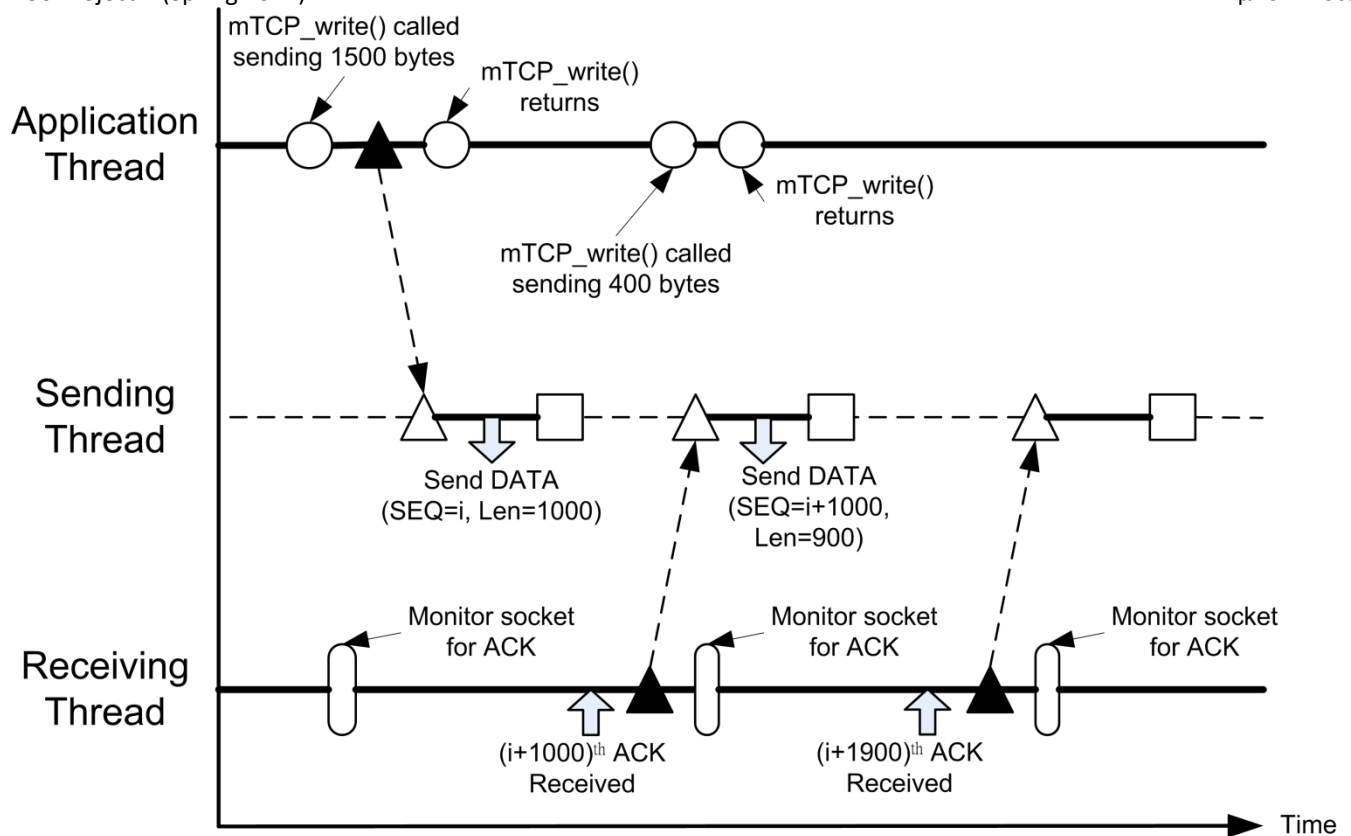 mTCP_write() called
sending 1500 bytes
mTCP_write()
returns
Application
Thread
mTCP_write()
returns
mTCP_write() called
sending 400 bytes
Sending
Thread
Send DATA
(SEQ=i, Len=1000)
Send DATA
(SEQ=i+1000,
Len=900)
Monitor socket
for ACK
Monitor socket
for ACK
Monitor socket
for ACK
Receiving
Thread
(i+1000)th ACK
Received
(i+1900)th ACK
Received
Time